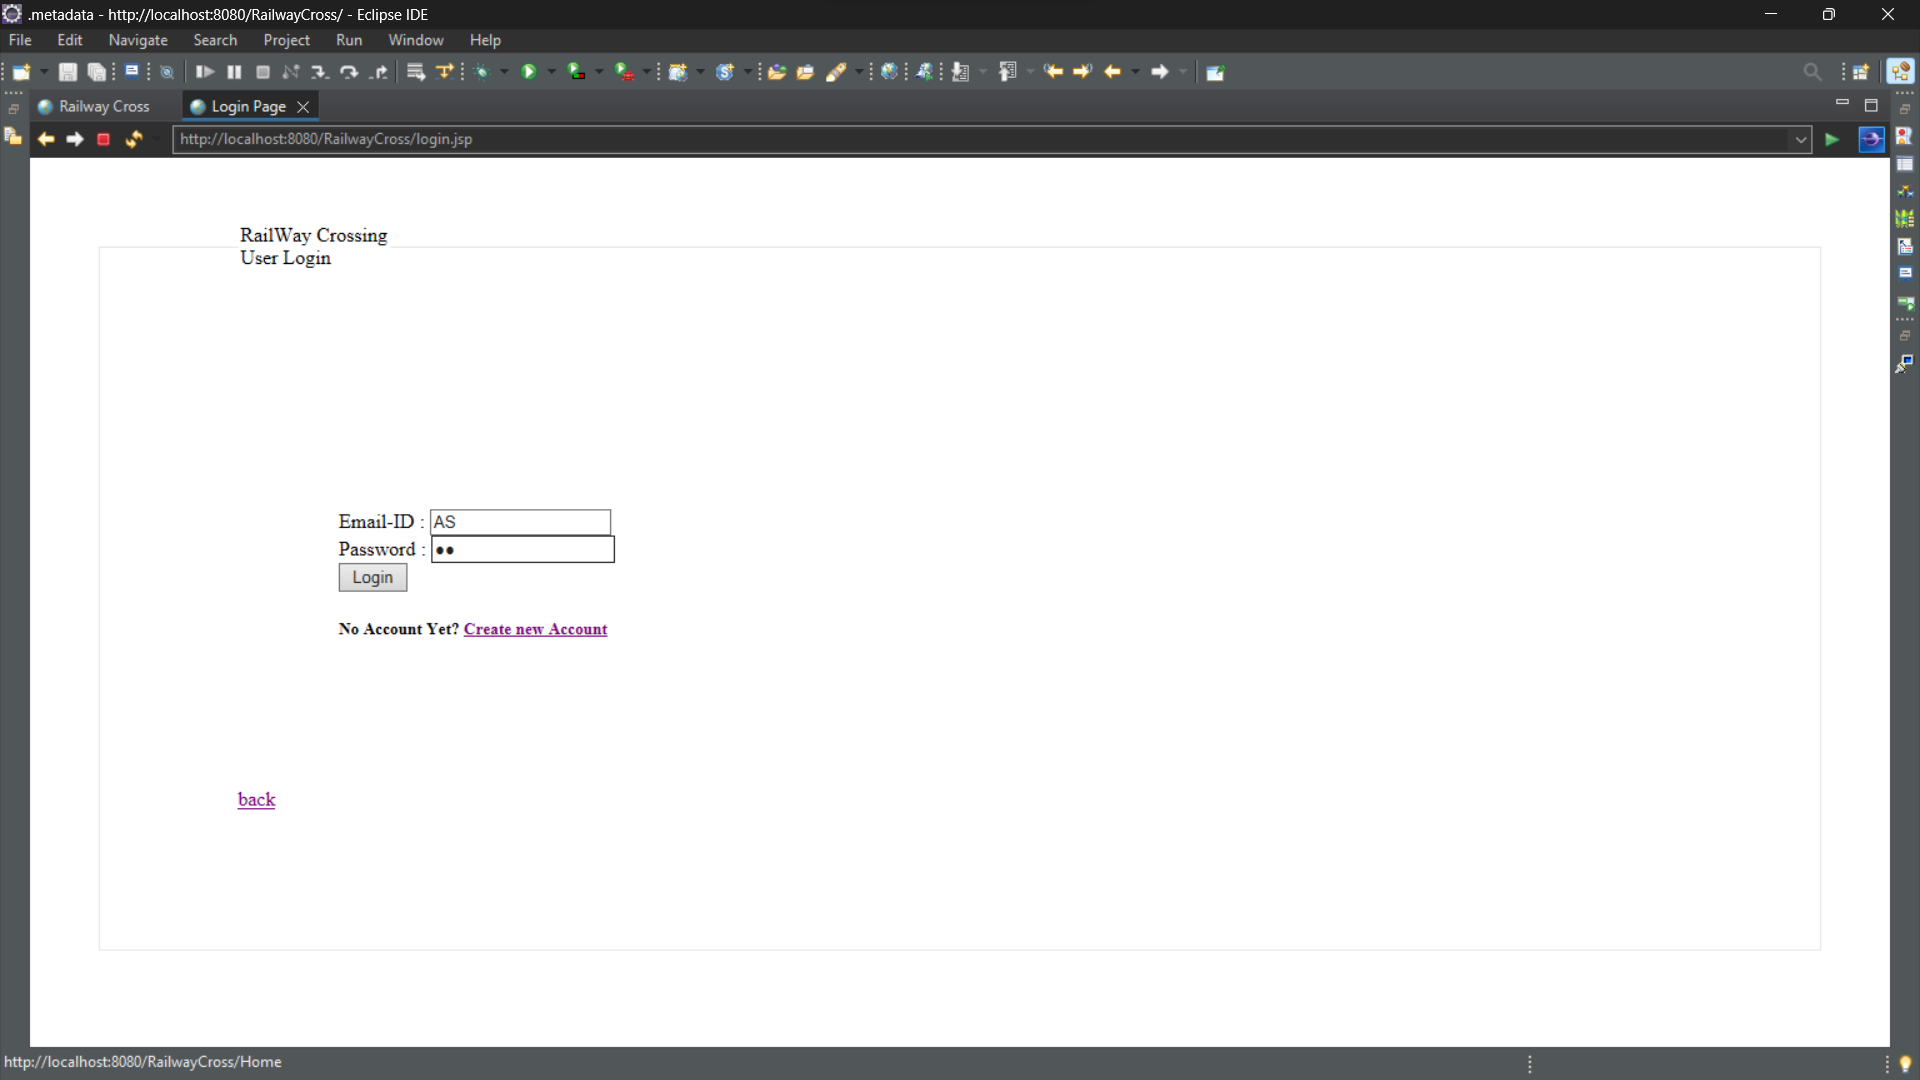 .metadata - http://localhost:8080/RailwayCross/ - Eclipse IDE
File Edit Navigate Search Project Run Window Help
Railway Cross Login Page
http://localhost:8080/RailwayCross/login.jsp
RailWay Crossing
User Login
Email-ID : AS
Password : ●●
Login
No Account Yet? Create new Account
back
http://localhost:8080/RailwayCross/Home